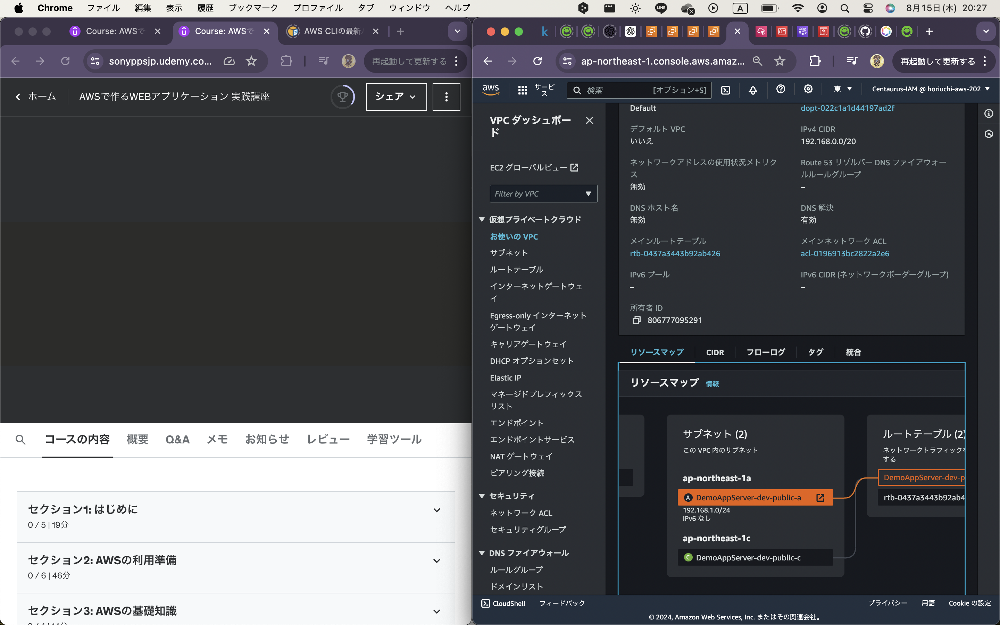 Chrome ファイル 編集 表示 履歴 ブックマーク プロファイル タブ ウィンドウ ヘルプ LINE A 8月15日(木) 20:27
Course: AWSで
Course: AWSで
AWS CLIの最新
sonyppsjp.udemy.co...
再起動して更新する
ホーム
AWSで作るWEBアプリケーション 実践講座
シェア
コースの内容 概要 Q&A メモ お知らせ レビュー 学習ツール
セクション1: はじめに
0 / 5 | 19分
セクション2: AWSの利用準備
0 / 6 | 46分
セクション3: AWSの基礎知識
k
ap-northeast-1.console.aws.amaz...
再起動して更新する
aws
サービ
ス
検索 [オプション+S]
東
Centaurus-IAM @ horiuchi-aws-202
VPC ダッシュボー
ド
EC2 グローバルビュー
Filter by VPC
仮想プライベートクラウド
お使いの VPC
サブネット
ルートテーブル
インターネットゲートウェ
イ
Egress-only インターネット
ゲートウェイ
キャリアゲートウェイ
DHCP オプションセット
Elastic IP
マネージドプレフィックス
リスト
エンドポイント
エンドポイントサービス
NAT ゲートウェイ
ピアリング接続
セキュリティ
ネットワーク ACL
セキュリティグループ
DNS ファイアウォール
ルールグループ
ドメインリスト
Default
dopt-022c1a1d44197ad2f
デフォルト VPC
いいえ
IPv4 CIDR
192.168.0.0/20
ネットワークアドレスの使用状況メトリク
ス
無効
Route 53 リゾルバー DNS ファイアウォー
ルルールグループ
–
DNS ホスト名
無効
DNS 解決
有効
メインルートテーブル
rtb-0437a3443b92ab426
メインネットワーク ACL
acl-0196913bc2822a2e6
IPv6 プール
–
IPv6 CIDR (ネットワークボーダーグループ)
–
所有者 ID
806777095291
リソースマップ CIDR フローログ タグ 統合
リソースマップ 情報
サブネット (2)
この VPC 内のサブネット
ap-northeast-1a
A DemoAppServer-dev-public-a
192.168.1.0/24
IPv6 なし
ap-northeast-1c
C DemoAppServer-dev-public-c
ルートテーブル (2)
ネットワークトラフィックを
する
DemoAppServer-dev-p
rtb-0437a3443b92ab4
CloudShell フィードバック プライバシー 用語 Cookie の設定
© 2024, Amazon Web Services, Inc. またはその関連会社。